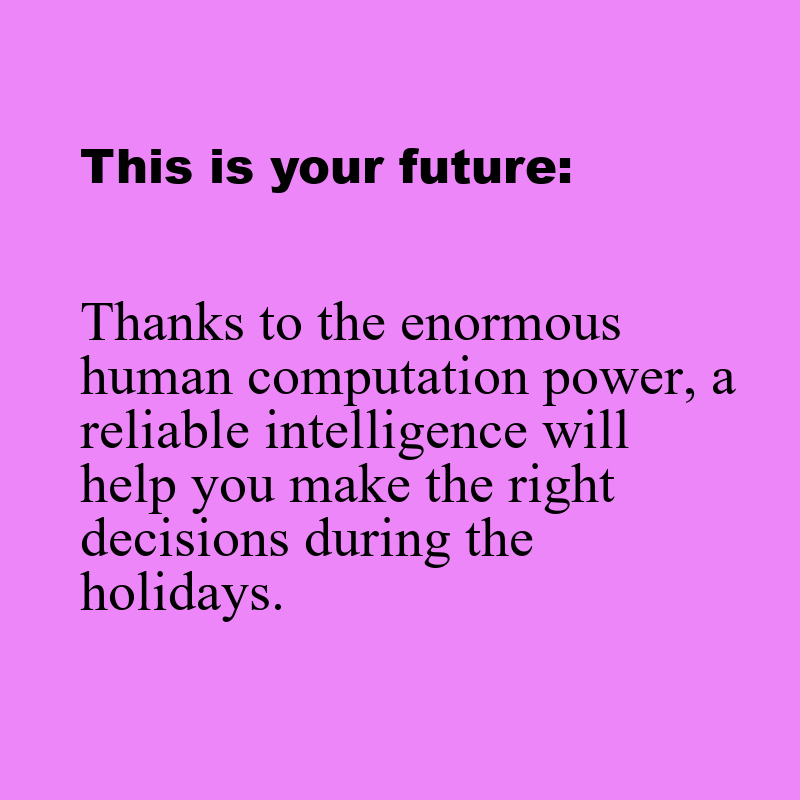 This is your future:
Thanks to the enormous
human computation power, a
reliable intelligence will
help you make the right
decisions during the
holidays.